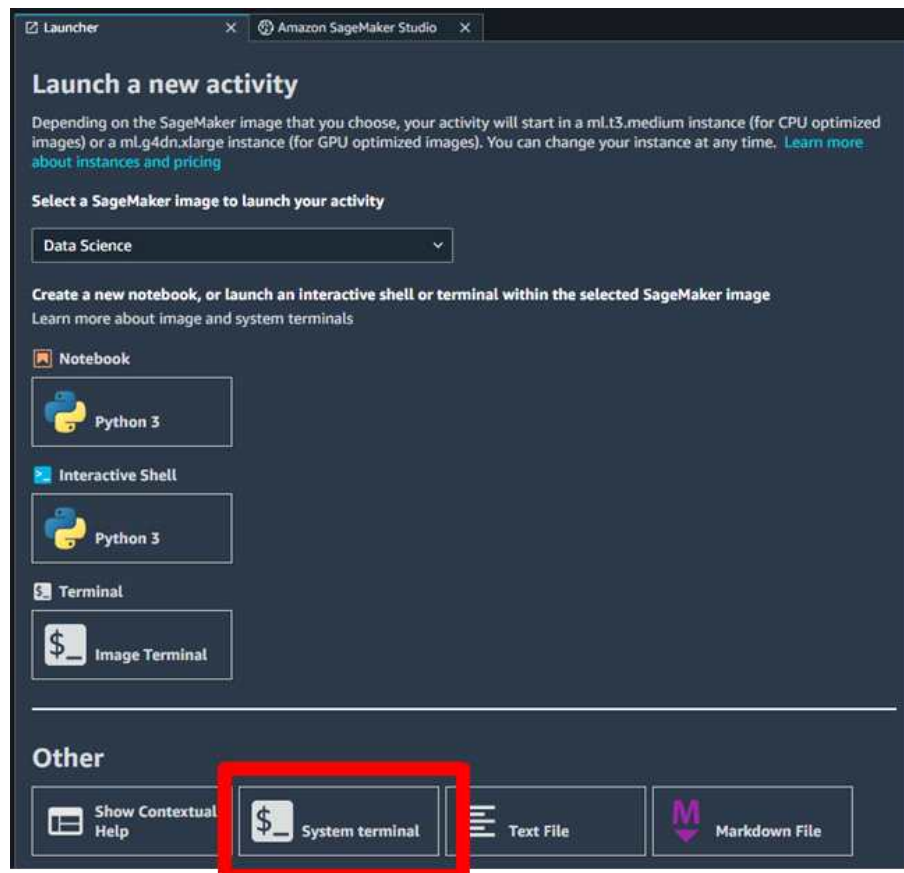 Launcher
Amazon SageMaker Studio
Launch a new activity
Depending on the SageMaker image that you choose, your activity will start in a ml.t3.medium instance (for CPU optimized
images) or a ml.g4dn.xlarge instance (for GPU optimized images). You can change your instance at any time. Learn more
about instances and pricing
Select a SageMaker image to launch your activity
Data Science
Create a new notebook, or launch an interactive shell or terminal within the selected SageMaker image
Learn more about image and system terminals
Notebook
Python 3
Interactive Shell
Python 3
$_ Terminal
$_ Image Terminal
Other
Show Contextual
Help
$_ System terminal
Text File
M Markdown File